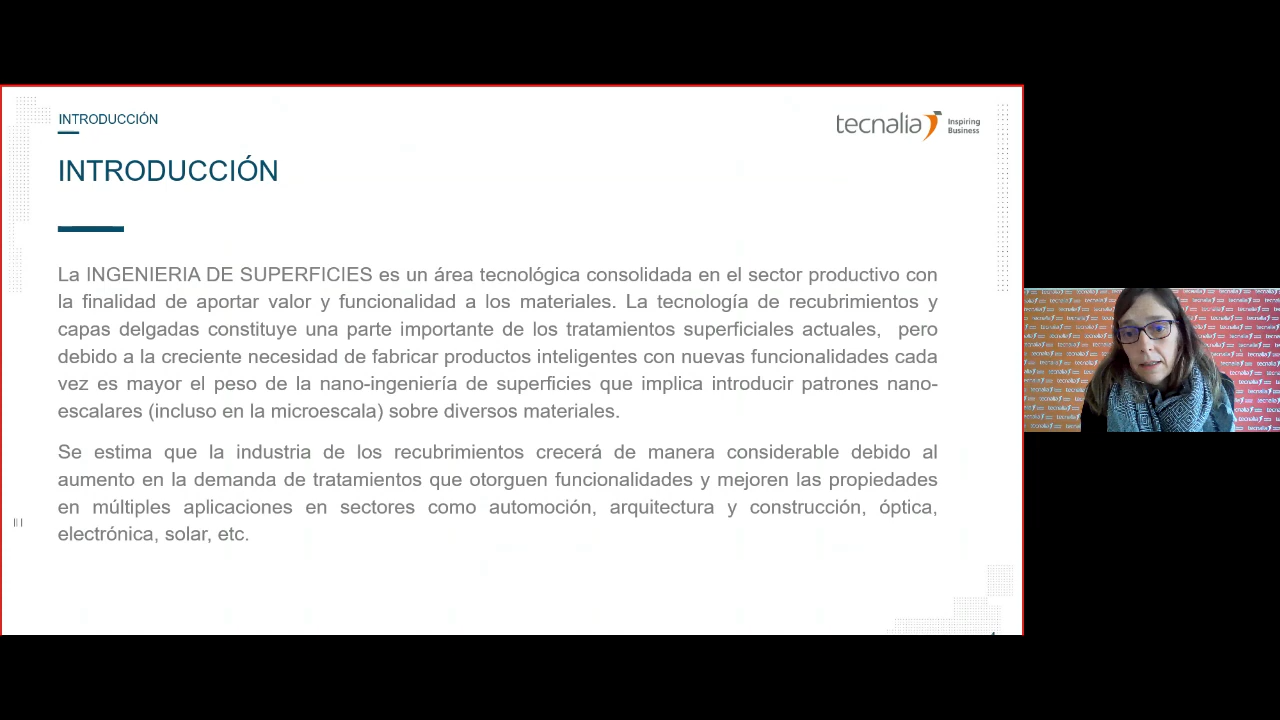 INTRODUCCIÓN
tecnalia Inspiring Business
INTRODUCCIÓN
La INGENIERIA DE SUPERFICIES es un área tecnológica consolidada en el sector productivo con
la finalidad de aportar valor y funcionalidad a los materiales. La tecnología de recubrimientos y
capas delgadas constituye una parte importante de los tratamientos superficiales actuales, pero
debido a la creciente necesidad de fabricar productos inteligentes con nuevas funcionalidades cada
vez es mayor el peso de la nano-ingeniería de superficies que implica introducir patrones nano-
escalares (incluso en la microescala) sobre diversos materiales.
Se estima que la industria de los recubrimientos crecerá de manera considerable debido al
aumento en la demanda de tratamientos que otorguen funcionalidades y mejoren las propiedades
en múltiples aplicaciones en sectores como automoción, arquitectura y construcción, óptica,
electrónica, solar, etc.